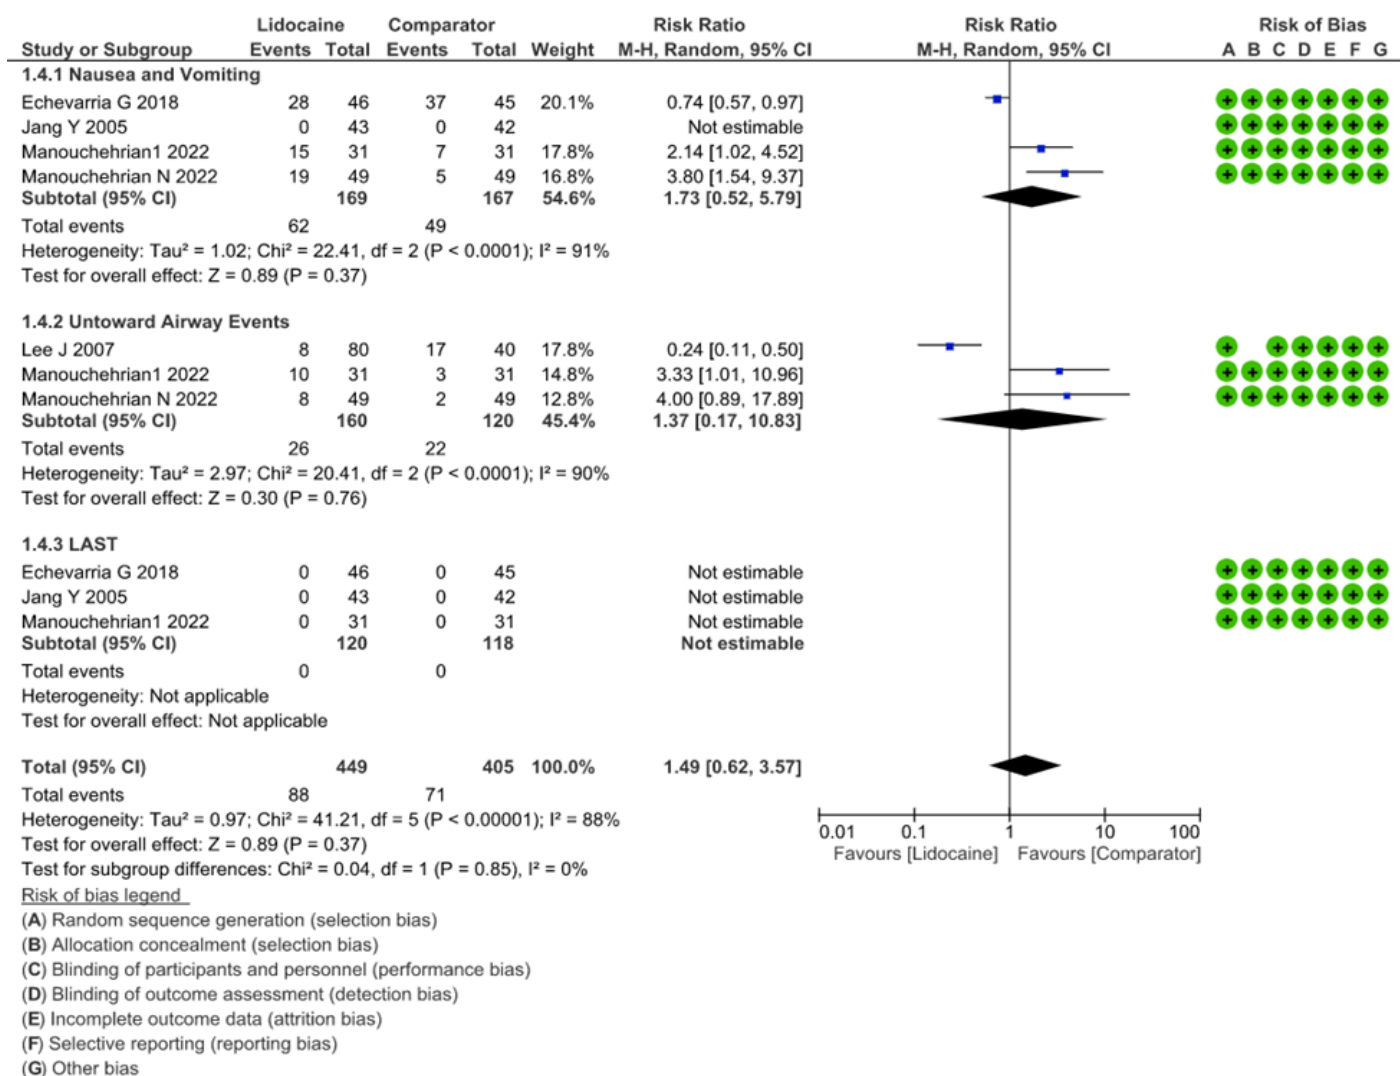 Lidocaine Comparator Risk Ratio Risk Ratio Risk of Bias
Study or Subgroup Events Total Events Total Weight M-H, Random, 95% CI M-H, Random, 95% CI A B C D E F G
1.4.1 Nausea and Vomiting
Echevarria G 2018 28 46 37 45 20.1% 0.74 [0.57, 0.97] + + + + + + +
Jang Y 2005 0 43 0 42 Not estimable + + + + + + +
Manouchehrian1 2022 15 31 7 31 17.8% 2.14 [1.02, 4.52] + + + + + + +
Manouchehrian N 2022 19 49 5 49 16.8% 3.80 [1.54, 9.37] + + + + + + +
Subtotal (95% CI) 169 167 54.6% 1.73 [0.52, 5.79]
Total events 62 49
Heterogeneity: Tau² = 1.02; Chi² = 22.41, df = 2 (P < 0.0001); I² = 91%
Test for overall effect: Z = 0.89 (P = 0.37)
1.4.2 Untoward Airway Events
Lee J 2007 8 80 17 40 17.8% 0.24 [0.11, 0.50] + + + + + +
Manouchehrian1 2022 10 31 3 31 14.8% 3.33 [1.01, 10.96] + + + + + + +
Manouchehrian N 2022 8 49 2 49 12.8% 4.00 [0.89, 17.89] + + + + + + +
Subtotal (95% CI) 160 120 45.4% 1.37 [0.17, 10.83]
Total events 26 22
Heterogeneity: Tau² = 2.97; Chi² = 20.41, df = 2 (P < 0.0001); I² = 90%
Test for overall effect: Z = 0.30 (P = 0.76)
1.4.3 LAST
Echevarria G 2018 0 46 0 45 Not estimable + + + + + + +
Jang Y 2005 0 43 0 42 Not estimable + + + + + + +
Manouchehrian1 2022 0 31 0 31 Not estimable + + + + + + +
Subtotal (95% CI) 120 118 Not estimable
Total events 0 0
Heterogeneity: Not applicable
Test for overall effect: Not applicable
Total (95% CI) 449 405 100.0% 1.49 [0.62, 3.57]
Total events 88 71
Heterogeneity: Tau² = 0.97; Chi² = 41.21, df = 5 (P < 0.00001); I² = 88%
Test for overall effect: Z = 0.89 (P = 0.37)
Test for subgroup differences: Chi² = 0.04, df = 1 (P = 0.85), I² = 0%
0.01 0.1 1 10 100
Favours [Lidocaine] Favours [Comparator]
Risk of bias legend
(A) Random sequence generation (selection bias)
(B) Allocation concealment (selection bias)
(C) Blinding of participants and personnel (performance bias)
(D) Blinding of outcome assessment (detection bias)
(E) Incomplete outcome data (attrition bias)
(F) Selective reporting (reporting bias)
(G) Other bias